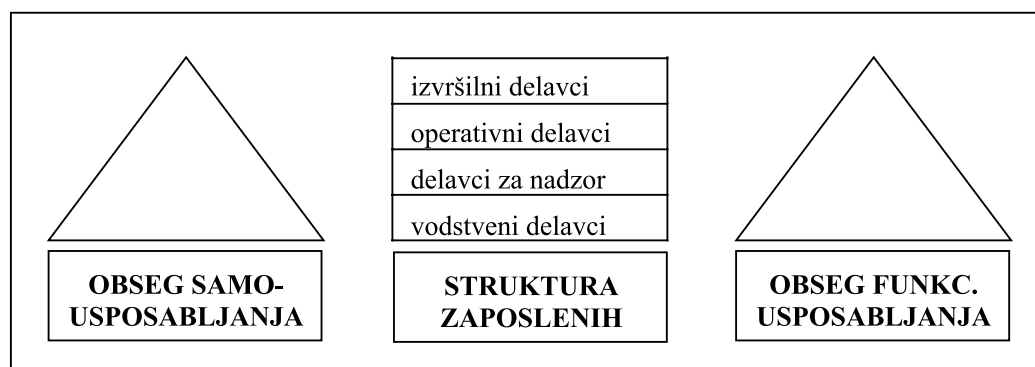 izvršilni delavci
operativni delavci
delavci za nadzor
vodstveni delavci
OBSEG SAMO-
USPOSABLJANJA
STRUKTURA
ZAPOSLENIH
OBSEG FUNKC.
USPOSABLJANJA